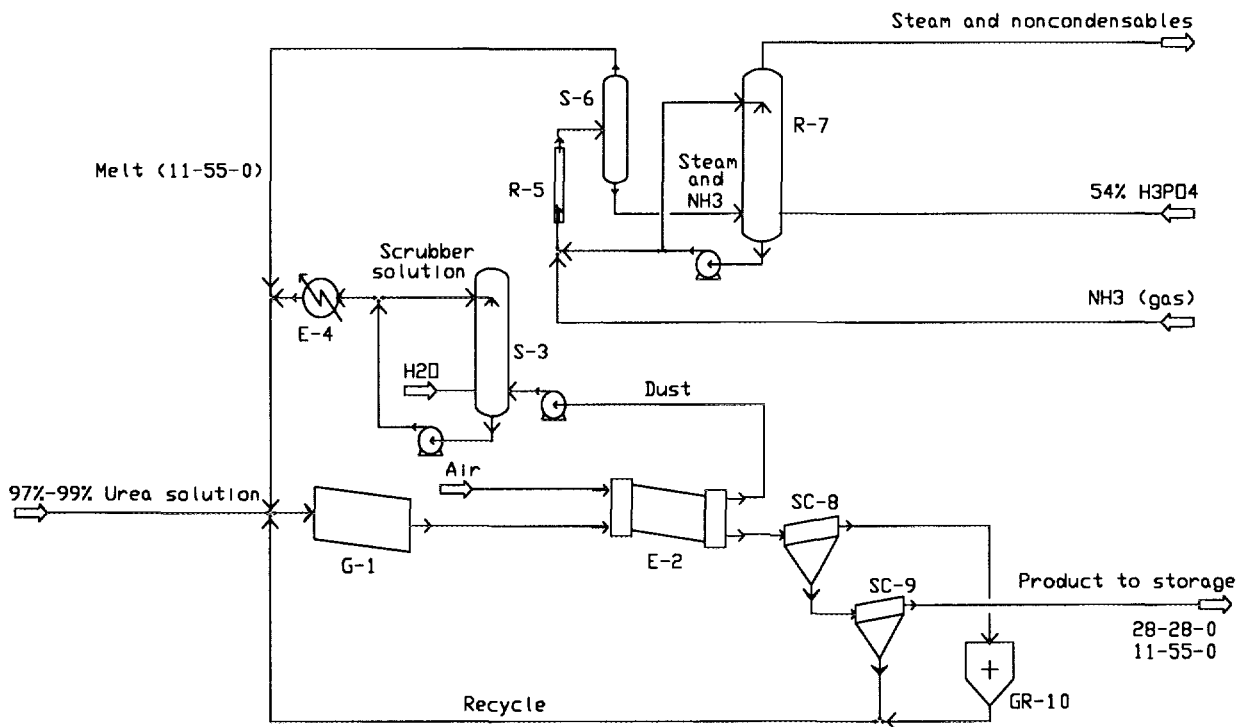 Steam and noncondensables
S-6
R-7
Melt (11-55-0)
R-5
Steam
and
NH3
54% H3PO4
Scrubber
solution
NH3 (gas)
E-4
S-3
H2O
Dust
Air
97%-99% Urea solution
SC-8
G-1
E-2
SC-9
Product to storage
28-28-0
11-55-0
Recycle
GR-10